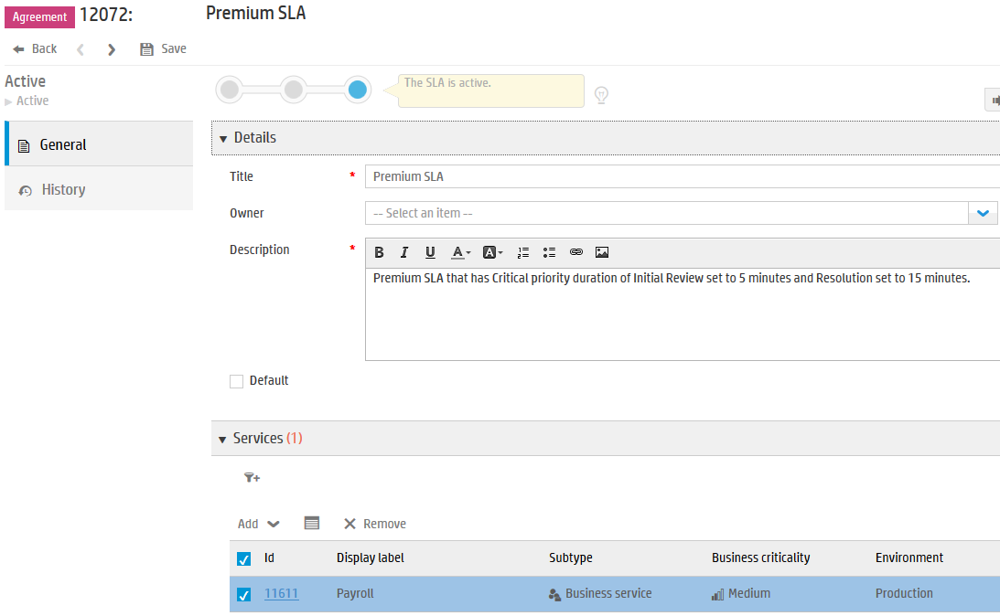 Agreement 12072: Premium SLA
Back Save
Active
Active
The SLA is active.
General
History
Details
Title * Premium SLA
Owner -- Select an item --
Description * B I U A A
Premium SLA that has Critical priority duration of Initial Review set to 5 minutes and Resolution set to 15 minutes.
Default
Services (1)
Add Remove
Id Display label Subtype Business criticality Environment
11611 Payroll Business service Medium Production